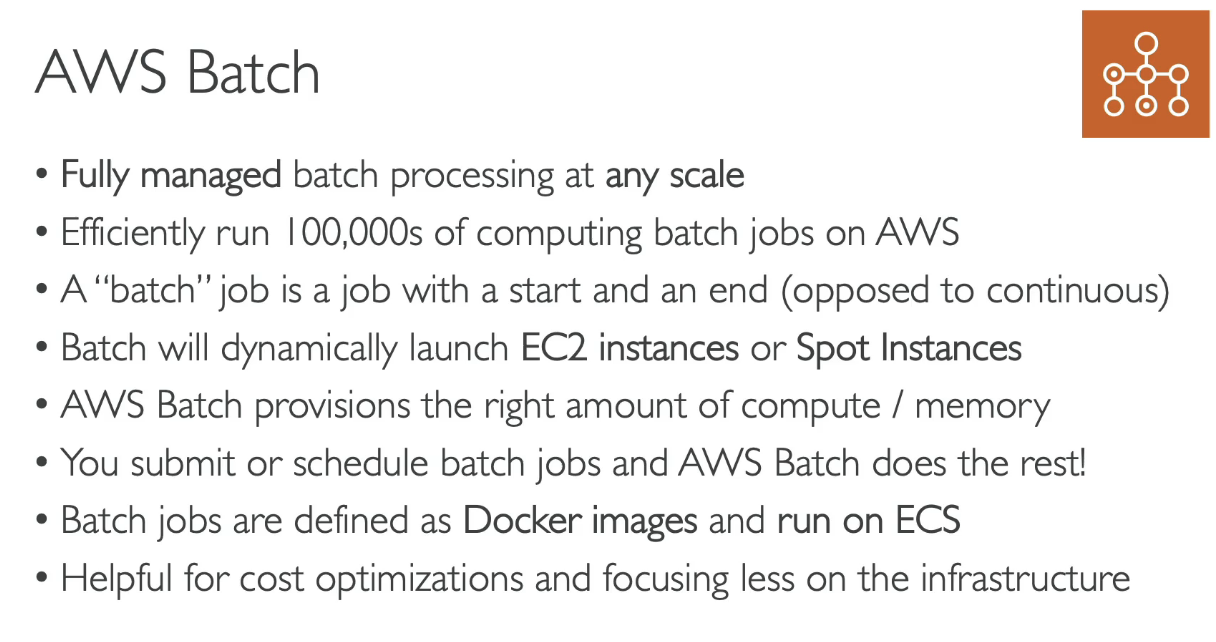 AWS Batch
• Fully managed batch processing at any scale
• Efficiently run 100,000s of computing batch jobs on AWS
• A “batch” job is a job with a start and an end (opposed to continuous)
• Batch will dynamically launch EC2 instances or Spot Instances
• AWS Batch provisions the right amount of compute / memory
• You submit or schedule batch jobs and AWS Batch does the rest!
• Batch jobs are defined as Docker images and run on ECS
• Helpful for cost optimizations and focusing less on the infrastructure